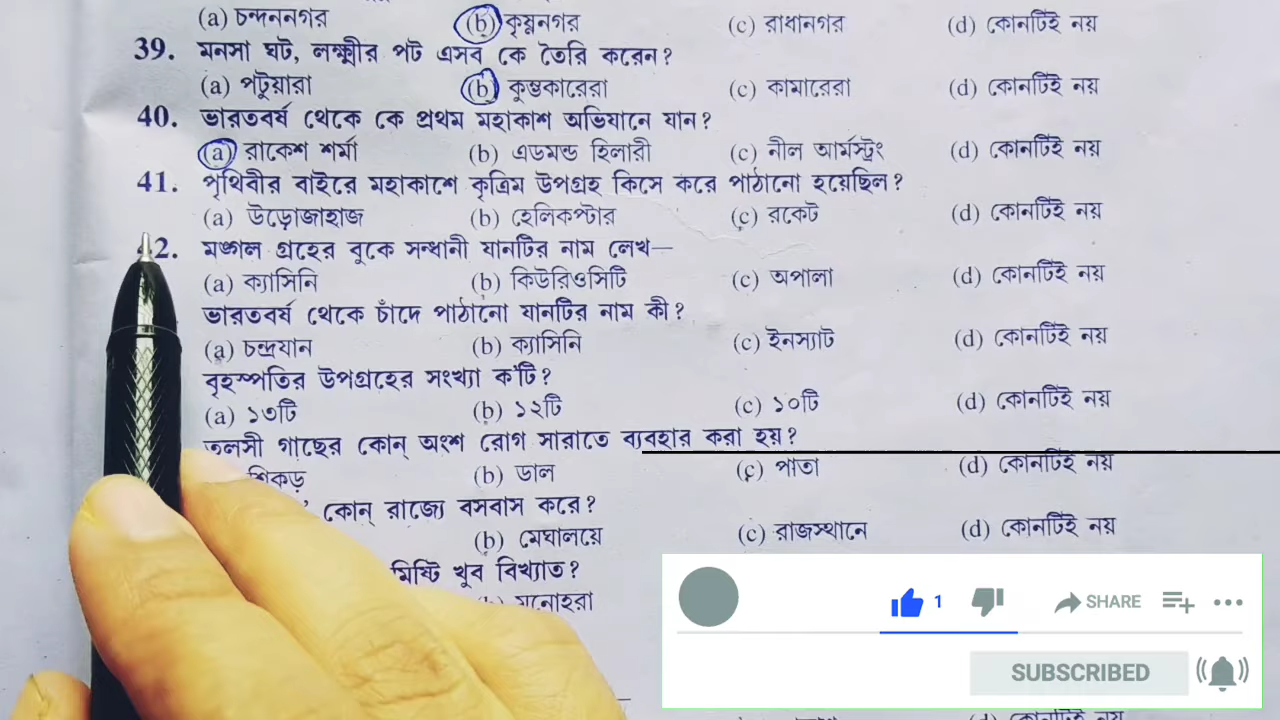 (a) চন্দননগর (b) কৃষ্ণনগর (c) রাধানগর (d) কোনটিই নয়
39. মনসা ঘট, লক্ষ্মীর পট এসব কে তৈরি করেন?
(a) পটুয়ারা (b) কুম্ভকারেরা (c) কামারেরা (d) কোনটিই নয়
40. ভারতবর্ষ থেকে কে প্রথম মহাকাশ অভিযানে যান?
(a) রাকেশ শর্মা (b) এডমন্ড হিলারী (c) নীল আর্মস্ট্রং (d) কোনটিই নয়
41. পৃথিবীর বাইরে মহাকাশে কৃত্রিম উপগ্রহ কিসে করে পাঠানো হয়েছিল?
(a) উড়োজাহাজ (b) হেলিকপ্টার (c) রকেট (d) কোনটিই নয়
42. মঙ্গল গ্রহের বুকে সন্ধানী যানটির নাম লেখ—
(a) ক্যাসিনি (b) কিউরিওসিটি (c) অপালা (d) কোনটিই নয়
ভারতবর্ষ থেকে চাঁদে পাঠানো যানটির নাম কী?
(a) চন্দ্রযান (b) ক্যাসিনি (c) ইনস্যাট (d) কোনটিই নয়
বৃহস্পতির উপগ্রহের সংখ্যা ক'টি?
(a) ১৩টি (b) ১২টি (c) ১০টি (d) কোনটিই নয়
তুলসী গাছের কোন্ অংশ রোগ সারাতে ব্যবহার করা হয়?
শিকড় (b) ডাল (c) পাতা (d) কোনটিই নয়
কোন্ রাজ্যে বসবাস করে?
(b) মেঘালয়ে (c) রাজস্থানে (d) কোনটিই নয়
মিষ্টি খুব বিখ্যাত?
মনোহরা
1 SHARE
SUBSCRIBED
(d) কোনটিই নয়